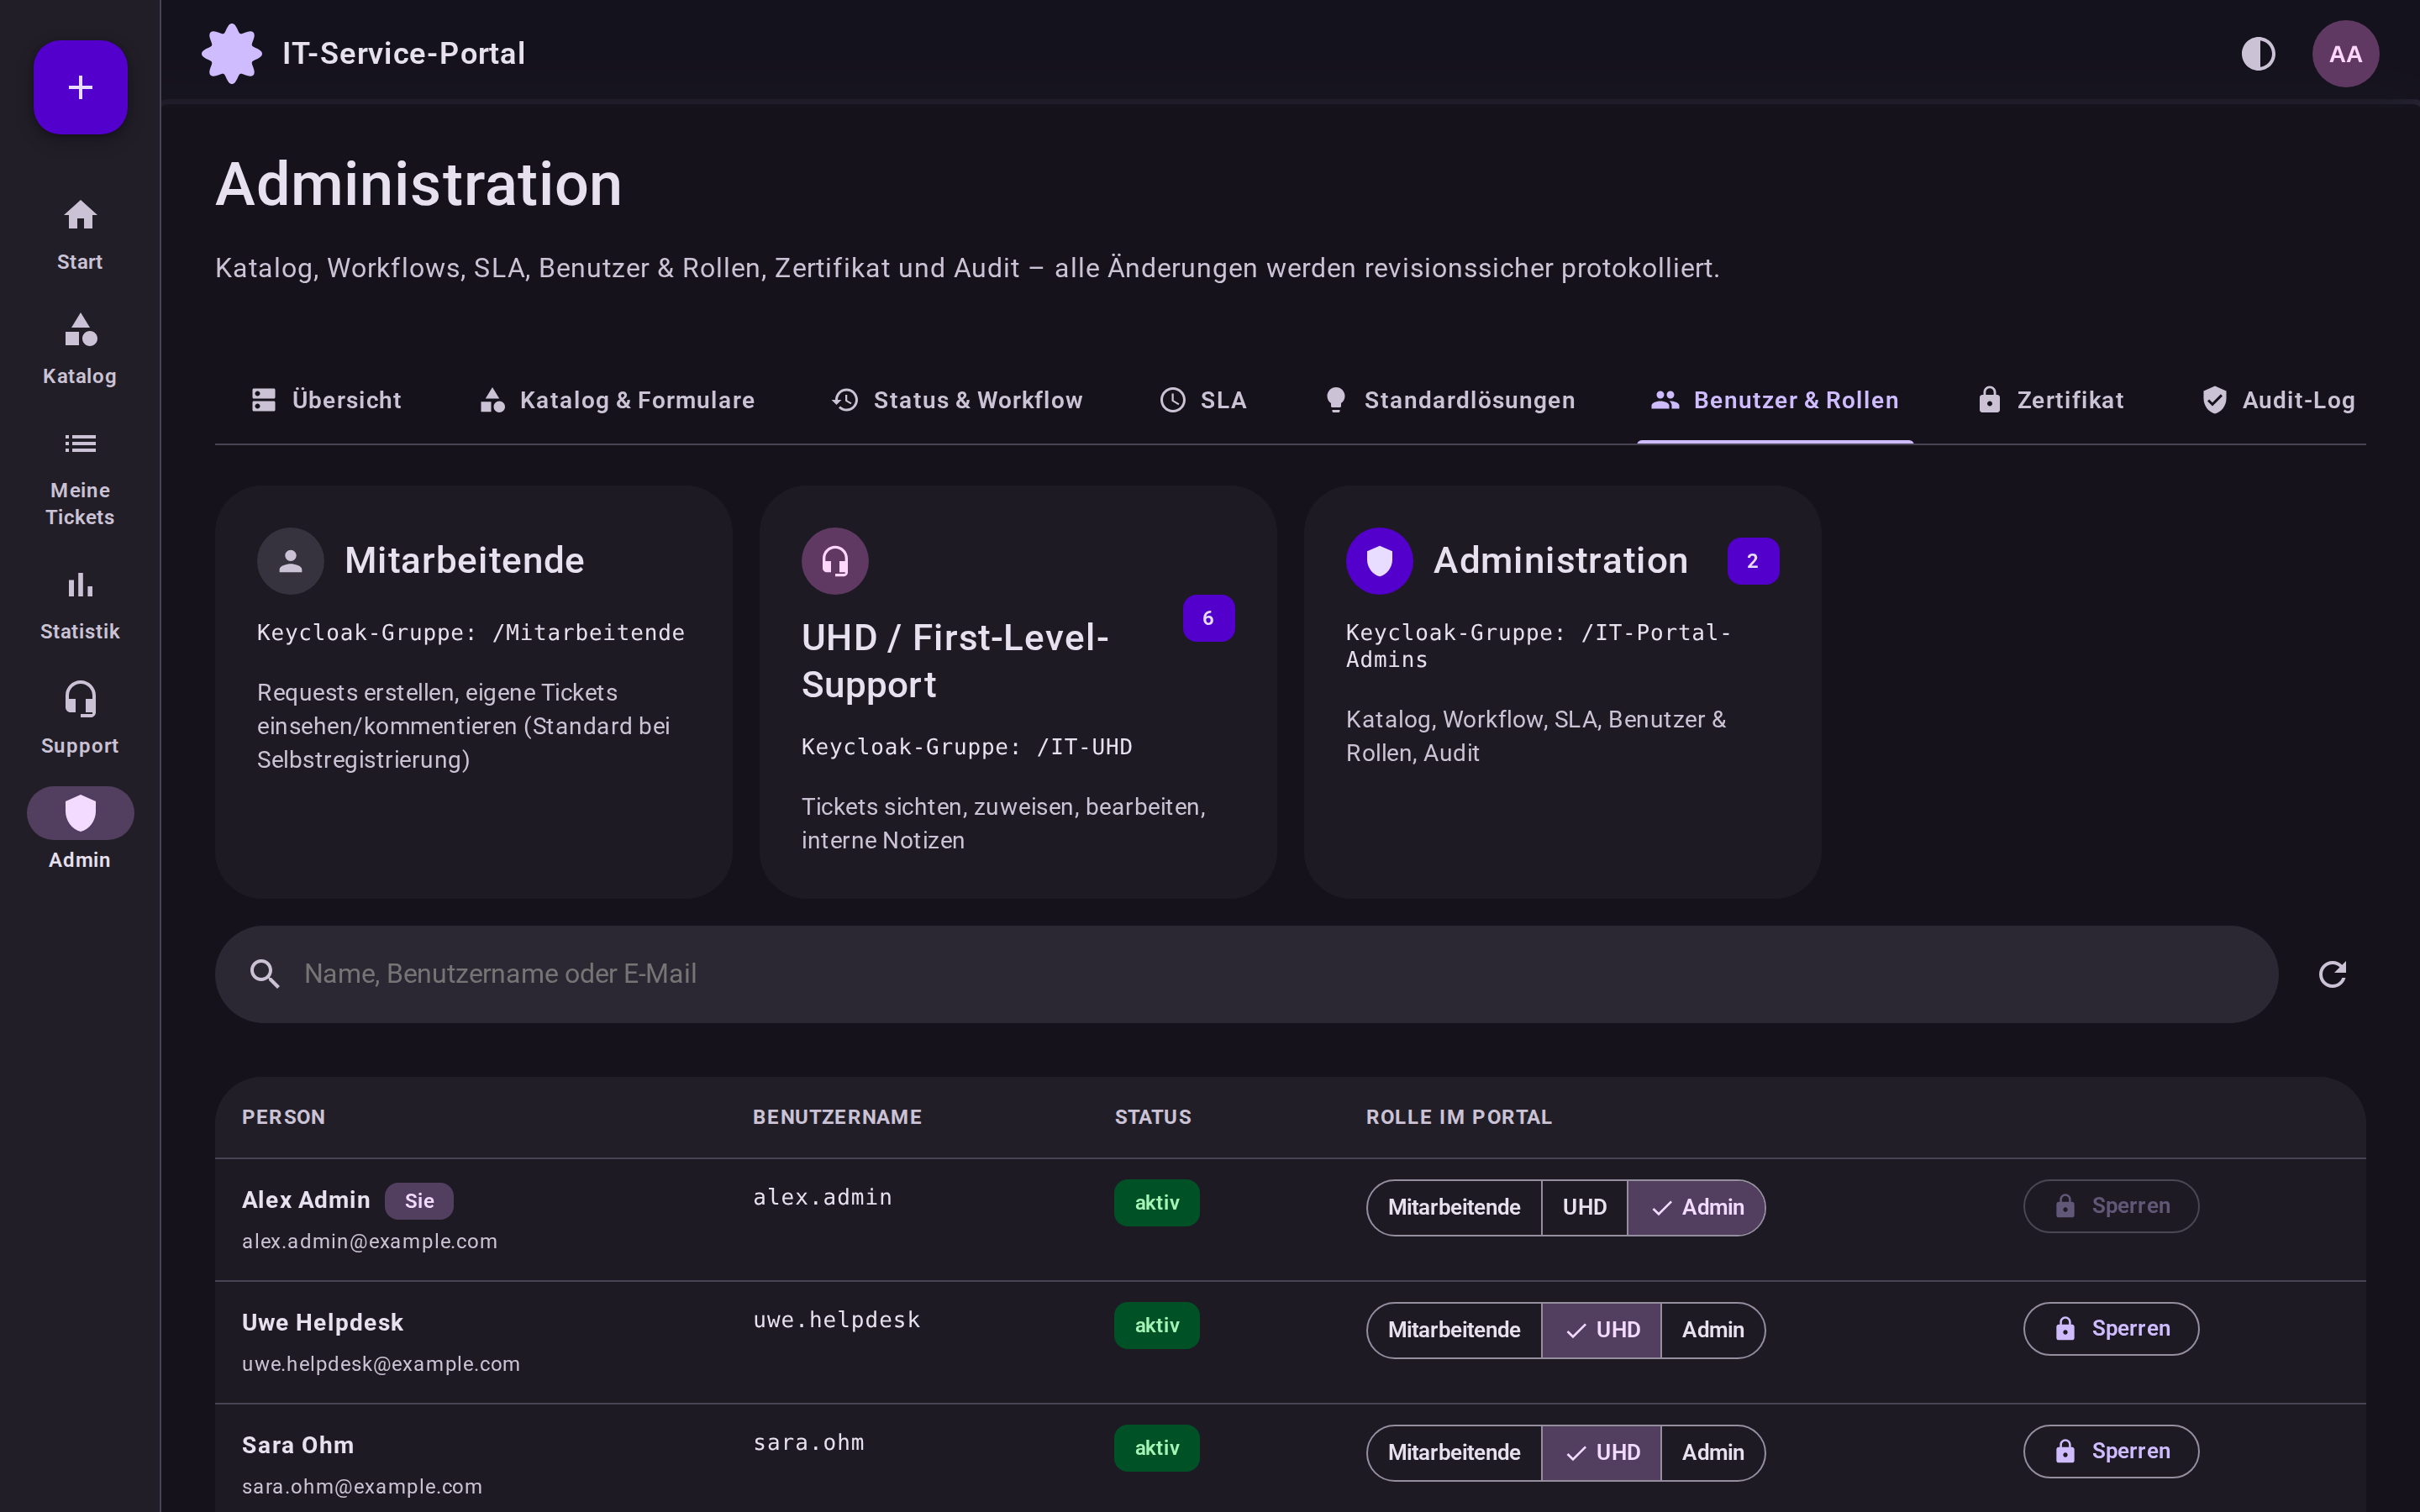 IT-Service-Portal
AA
Start
Katalog
Meine
Tickets
Statistik
Support
Admin
Administration
Katalog, Workflows, SLA, Benutzer & Rollen, Zertifikat und Audit – alle Änderungen werden revisionssicher protokolliert.
Übersicht
Katalog & Formulare
Status & Workflow
SLA
Standardlösungen
Benutzer & Rollen
Zertifikat
Audit-Log
Mitarbeitende
Keycloak-Gruppe: /Mitarbeitende
Requests erstellen, eigene Tickets
einsehen/kommentieren (Standard bei
Selbstregistrierung)
UHD / First-Level-
Support
6
Keycloak-Gruppe: /IT-UHD
Tickets sichten, zuweisen, bearbeiten,
interne Notizen
Administration 2
Keycloak-Gruppe: /IT-Portal-
Admins
Katalog, Workflow, SLA, Benutzer &
Rollen, Audit
Name, Benutzername oder E-Mail
PERSON BENUTZERNAME STATUS ROLLE IM PORTAL
Alex Admin Sie alex.admin aktiv Mitarbeitende UHD Admin Sperren
alex.admin@example.com
Uwe Helpdesk uwe.helpdesk aktiv Mitarbeitende UHD Admin Sperren
uwe.helpdesk@example.com
Sara Ohm sara.ohm aktiv Mitarbeitende UHD Admin Sperren
sara.ohm@example.com